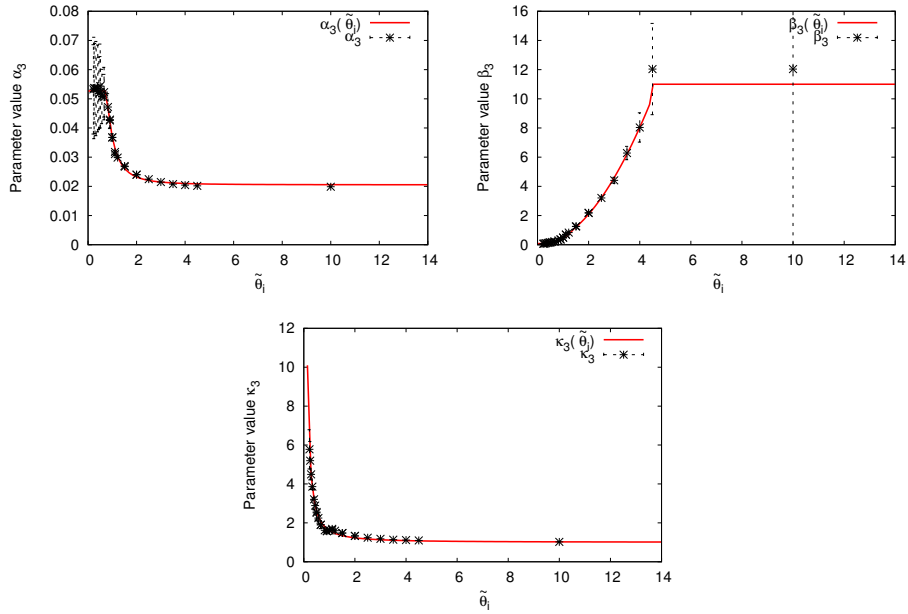 Parameter value α₃
0.08
0.07
0.06
0.05
0.04
0.03
0.02
0.01
0
α₃(θ̃ᵢ)
α₃
0 2 4 6 8 10 12 14
θ̃ᵢ
Parameter value β₃
16
14
12
10
8
6
4
2
0
β₃(θ̃ᵢ)
β₃
0 2 4 6 8 10 12 14
θ̃ᵢ
Parameter value κ₃
12
10
8
6
4
2
0
κ₃(θ̃ᵢ)
κ₃
0 2 4 6 8 10 12 14
θ̃ᵢ